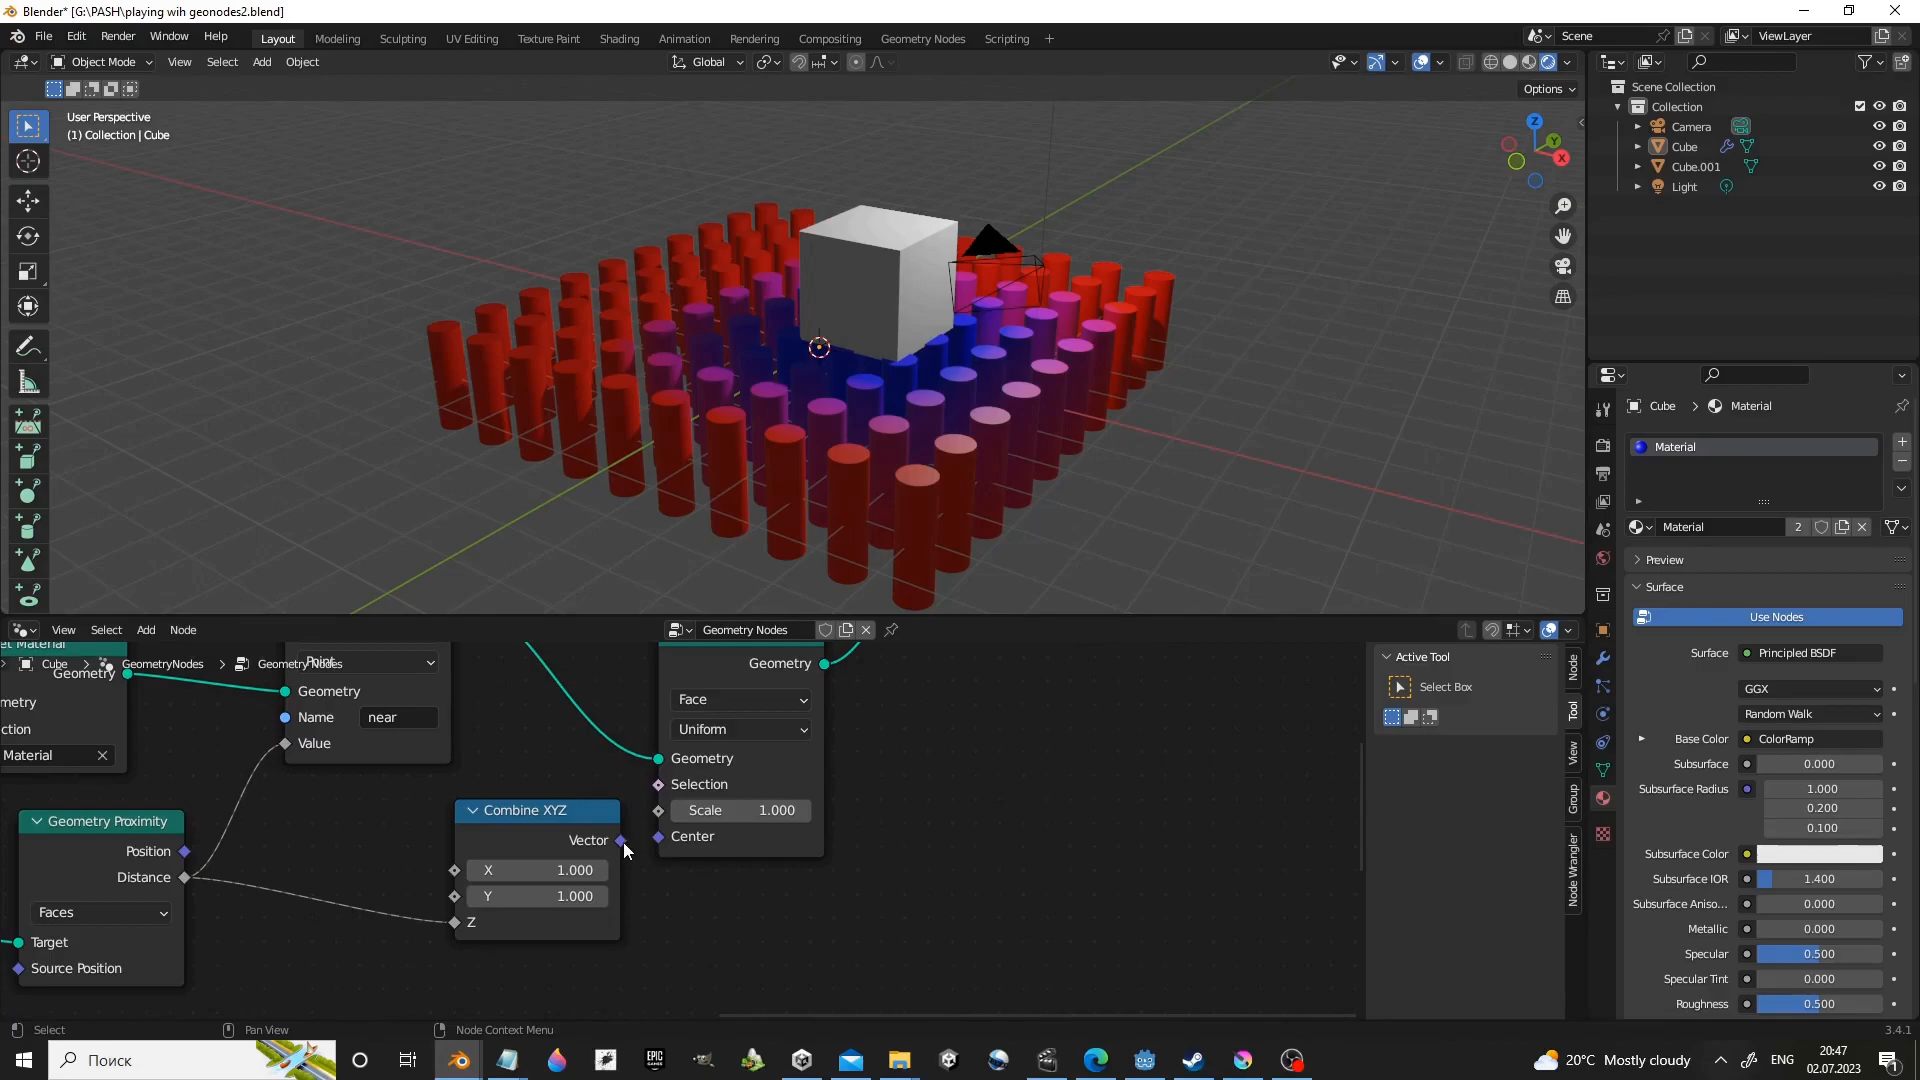 Blender* [G:\PASH\playing wih geonodes2.blend]
File Edit Render Window Help Layout Modeling Sculpting UV Editing Texture Paint Shading Animation Rendering Compositing Geometry Nodes Scripting + Scene ViewLayer
Object Mode View Select Add Object Global
Options
User Perspective
(1) Collection | Cube
Z
Y
X
Scene Collection
Collection
Camera
Cube
Cube.001
Light
Cube > Material
Material
Material 2
Preview
Surface
Use Nodes
Surface Principled BSDF
GGX
Random Walk
Base Color ColorRamp
Subsurface 0.000
Subsurface Radius 1.000
0.200
0.100
Subsurface Color
Subsurface IOR 1.400
Subsurface Aniso... 0.000
Metallic 0.000
Specular 0.500
Specular Tint 0.000
Roughness 0.500
View Select Add Node Geometry Nodes
Cube > GeometryNodes > Geometry Nodes
et Material
Geometry
metry
ction
Material
Point
Geometry
Name near
Value
Geometry Proximity
Position
Distance
Faces
Target
Source Position
Combine XYZ
Vector
X 1.000
Y 1.000
Z
Geometry
Face
Uniform
Geometry
Selection
Scale 1.000
Center
Active Tool
Select Box
Node
Tool
View
Group
Node Wrangler
Select Pan View Node Context Menu 3.4.1
Поиск
EPIC
GAMES
20°C Mostly cloudy
ENG
20:47
02.07.2023
1